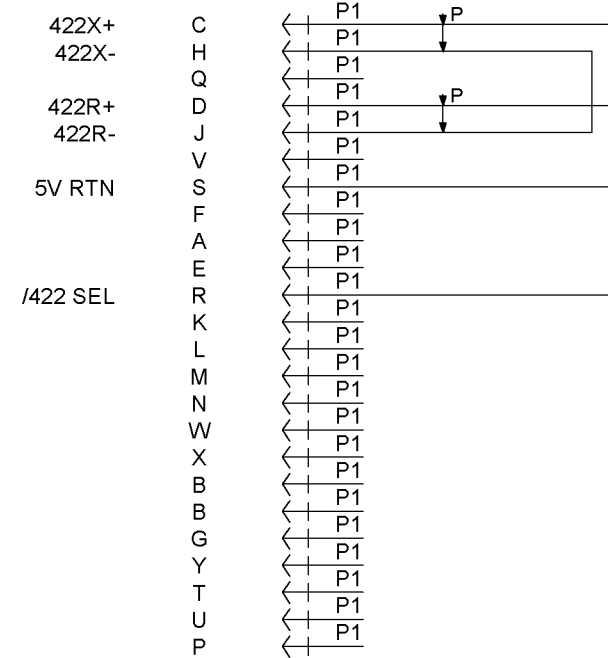 422X+ C P1 P
422X- H P1
Q P1
422R+ D P1 P
422R- J P1
V P1
5V RTN S P1
F P1
A P1
E P1
/422 SEL R P1
K P1
L P1
M P1
N P1
W P1
X P1
B P1
B P1
G P1
Y P1
T P1
U P1
P P1